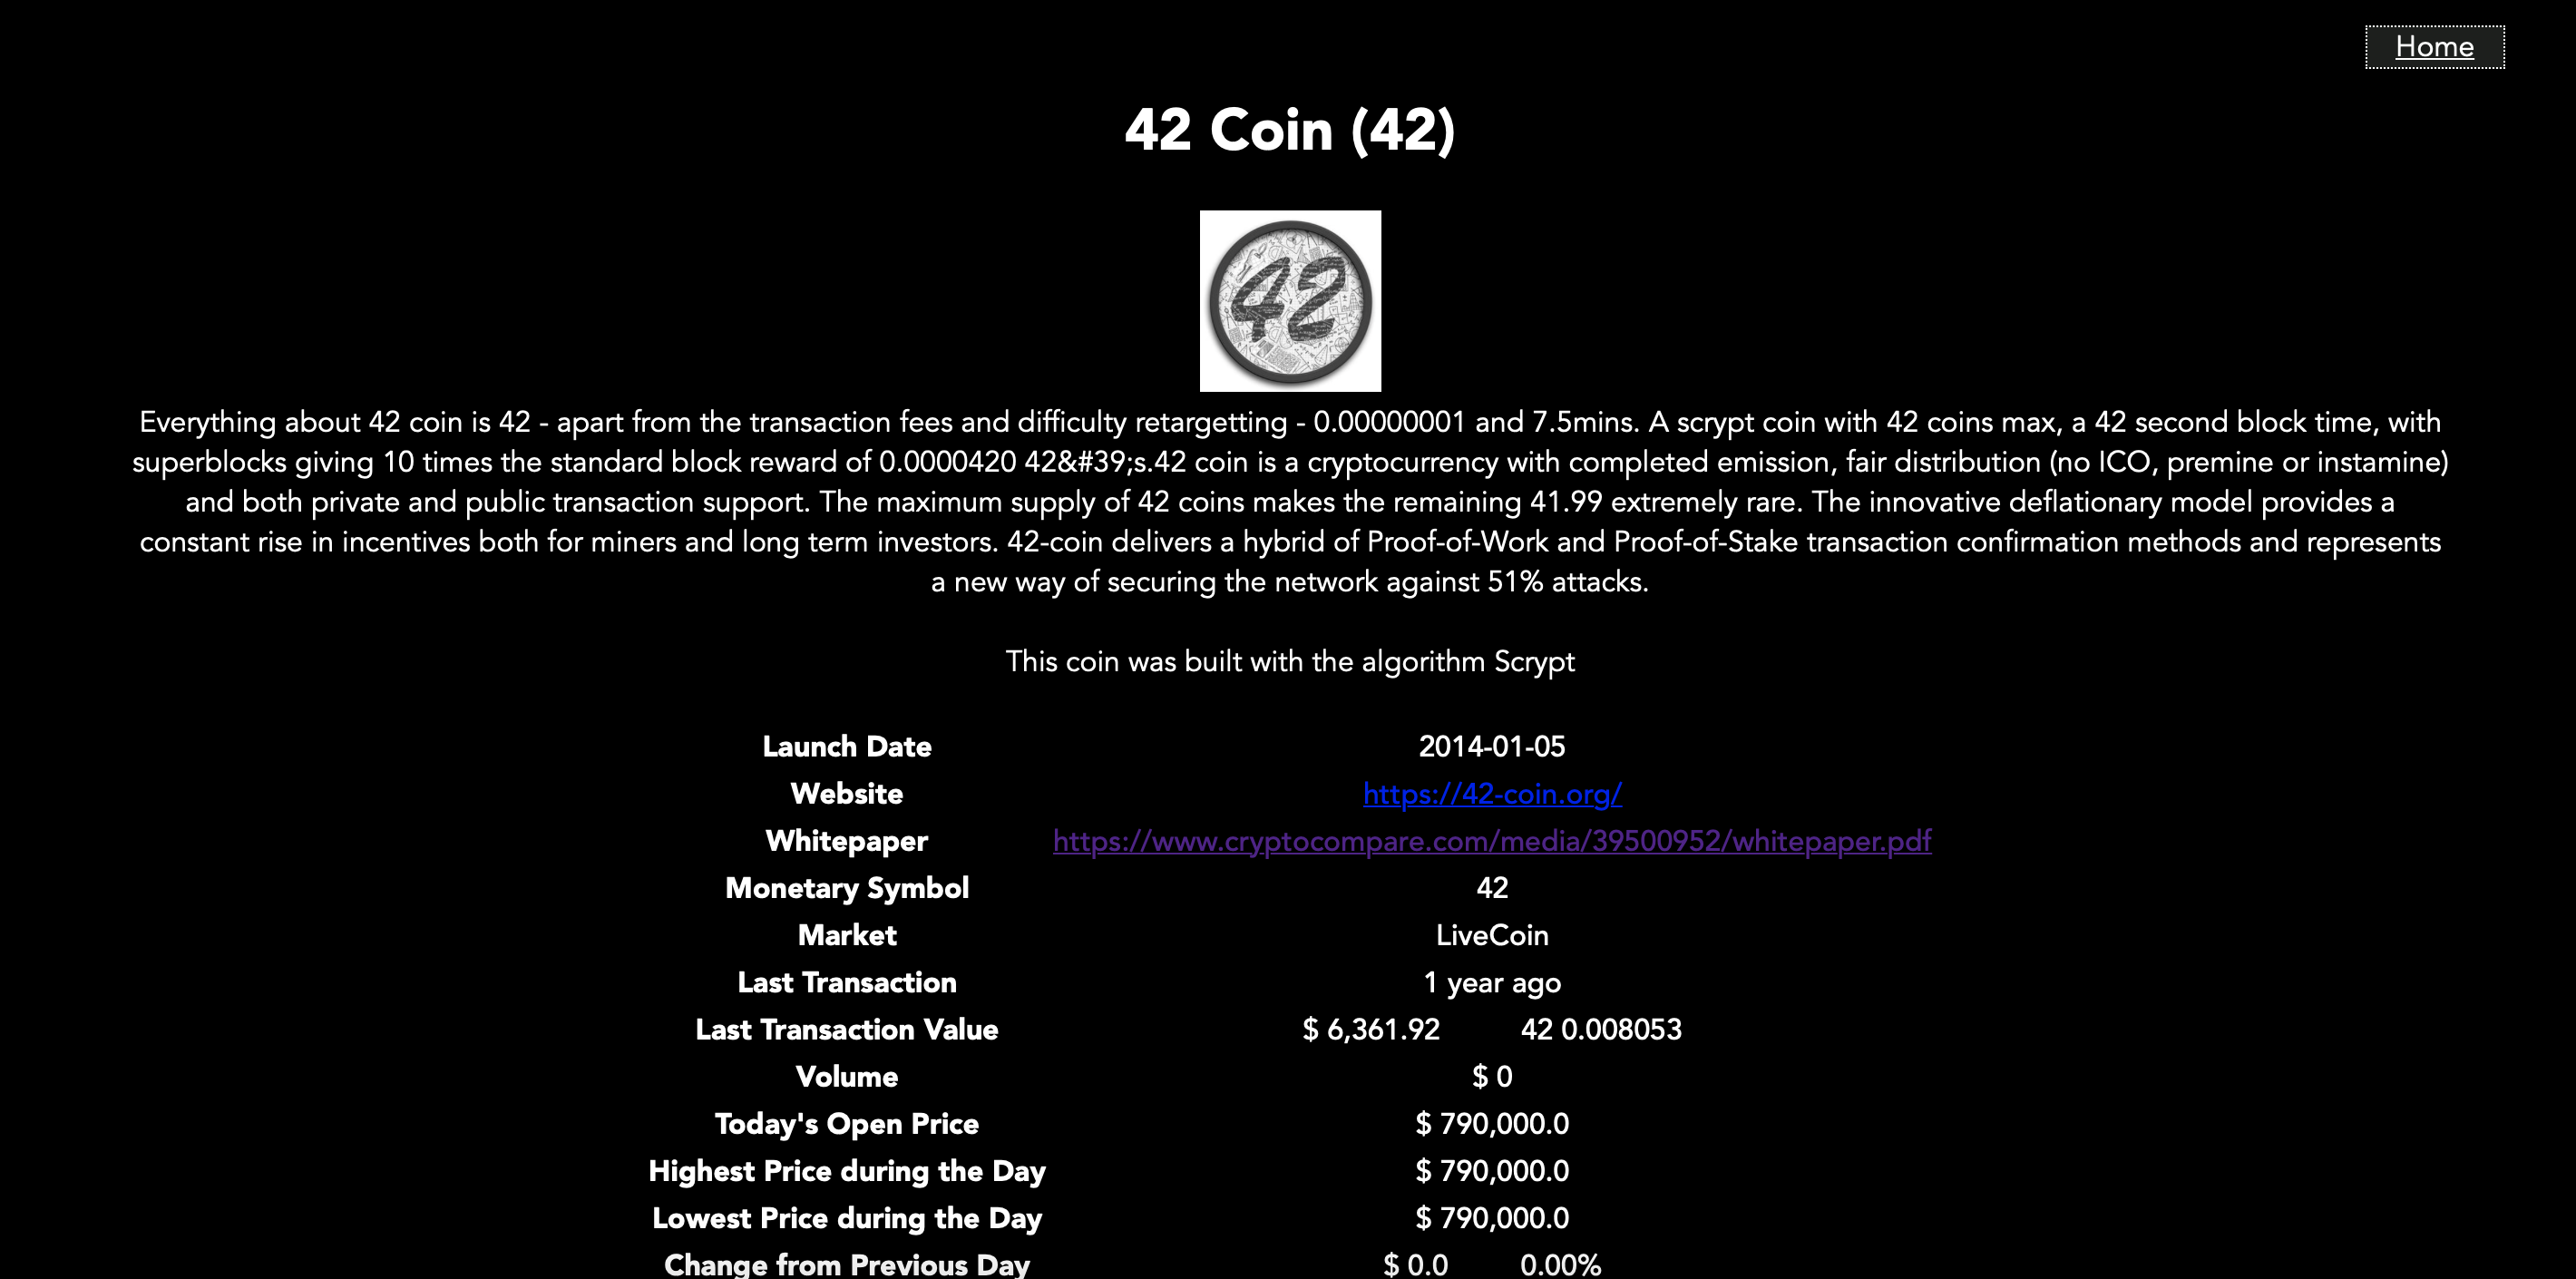 Home
42 Coin (42)
42
Everything about 42 coin is 42 - apart from the transaction fees and difficulty retargetting - 0.00000001 and 7.5mins. A scrypt coin with 42 coins max, a 42 second block time, with
superblocks giving 10 times the standard block reward of 0.0000420 42&#39;s.42 coin is a cryptocurrency with completed emission, fair distribution (no ICO, premine or instamine)
and both private and public transaction support. The maximum supply of 42 coins makes the remaining 41.99 extremely rare. The innovative deflationary model provides a
constant rise in incentives both for miners and long term investors. 42-coin delivers a hybrid of Proof-of-Work and Proof-of-Stake transaction confirmation methods and represents
a new way of securing the network against 51% attacks.
This coin was built with the algorithm Scrypt
Launch Date 2014-01-05
Website https://42-coin.org/
Whitepaper https://www.cryptocompare.com/media/39500952/whitepaper.pdf
Monetary Symbol 42
Market LiveCoin
Last Transaction 1 year ago
Last Transaction Value $ 6,361.92 42 0.008053
Volume $ 0
Today's Open Price $ 790,000.0
Highest Price during the Day $ 790,000.0
Lowest Price during the Day $ 790,000.0
Change from Previous Day $ 0.0 0.00%